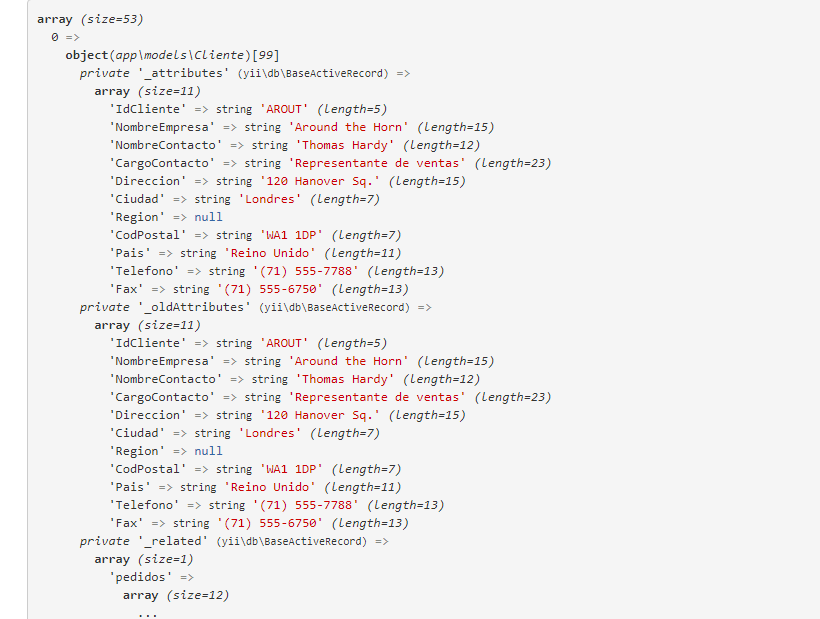 array (size=53)
0 =>
object(app\models\Cliente)[99]
private '_attributes' (yii\db\BaseActiveRecord) =>
array (size=11)
'IdCliente' => string 'AROUT' (length=5)
'NombreEmpresa' => string 'Around the Horn' (length=15)
'NombreContacto' => string 'Thomas Hardy' (length=12)
'CargoContacto' => string 'Representante de ventas' (length=23)
'Direccion' => string '120 Hanover Sq.' (length=15)
'Ciudad' => string 'Londres' (length=7)
'Region' => null
'CodPostal' => string 'WA1 1DP' (length=7)
'Pais' => string 'Reino Unido' (length=11)
'Telefono' => string '(71) 555-7788' (length=13)
'Fax' => string '(71) 555-6750' (length=13)
private '_oldAttributes' (yii\db\BaseActiveRecord) =>
array (size=11)
'IdCliente' => string 'AROUT' (length=5)
'NombreEmpresa' => string 'Around the Horn' (length=15)
'NombreContacto' => string 'Thomas Hardy' (length=12)
'CargoContacto' => string 'Representante de ventas' (length=23)
'Direccion' => string '120 Hanover Sq.' (length=15)
'Ciudad' => string 'Londres' (length=7)
'Region' => null
'CodPostal' => string 'WA1 1DP' (length=7)
'Pais' => string 'Reino Unido' (length=11)
'Telefono' => string '(71) 555-7788' (length=13)
'Fax' => string '(71) 555-6750' (length=13)
private '_related' (yii\db\BaseActiveRecord) =>
array (size=1)
'pedidos' =>
array (size=12)
...